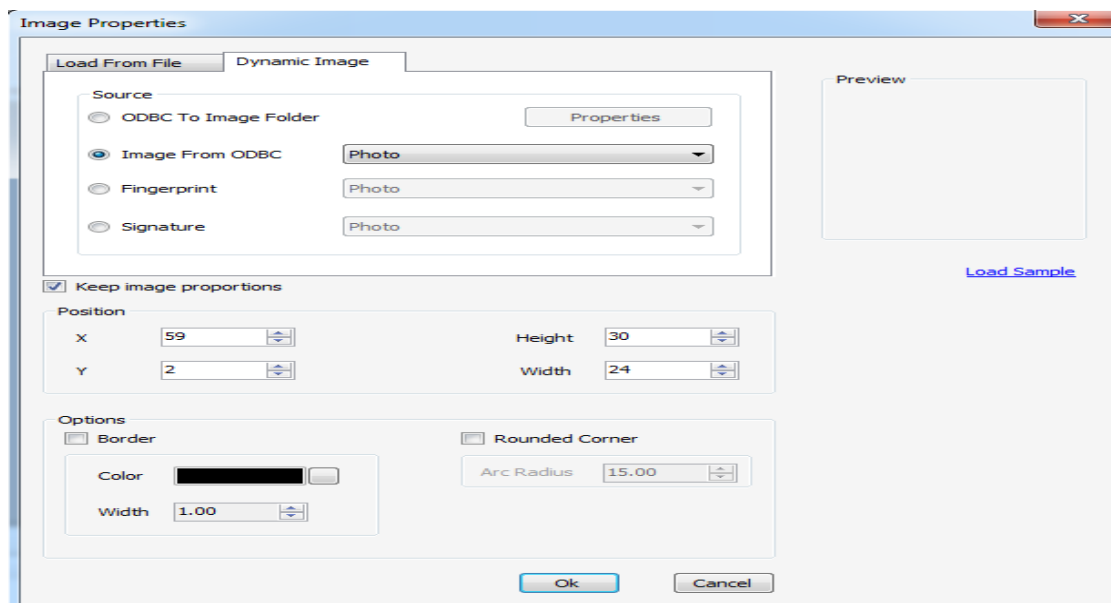 Image Properties
Load From File
Dynamic Image
Preview
Source
ODBC To Image Folder
Properties
Image From ODBC
Photo
Fingerprint
Photo
Signature
Photo
Load Sample
Keep image proportions
Position
X
59
Height
30
Y
2
Width
24
Options
Border
Rounded Corner
Color
Arc Radius
15.00
Width
1.00
Ok
Cancel